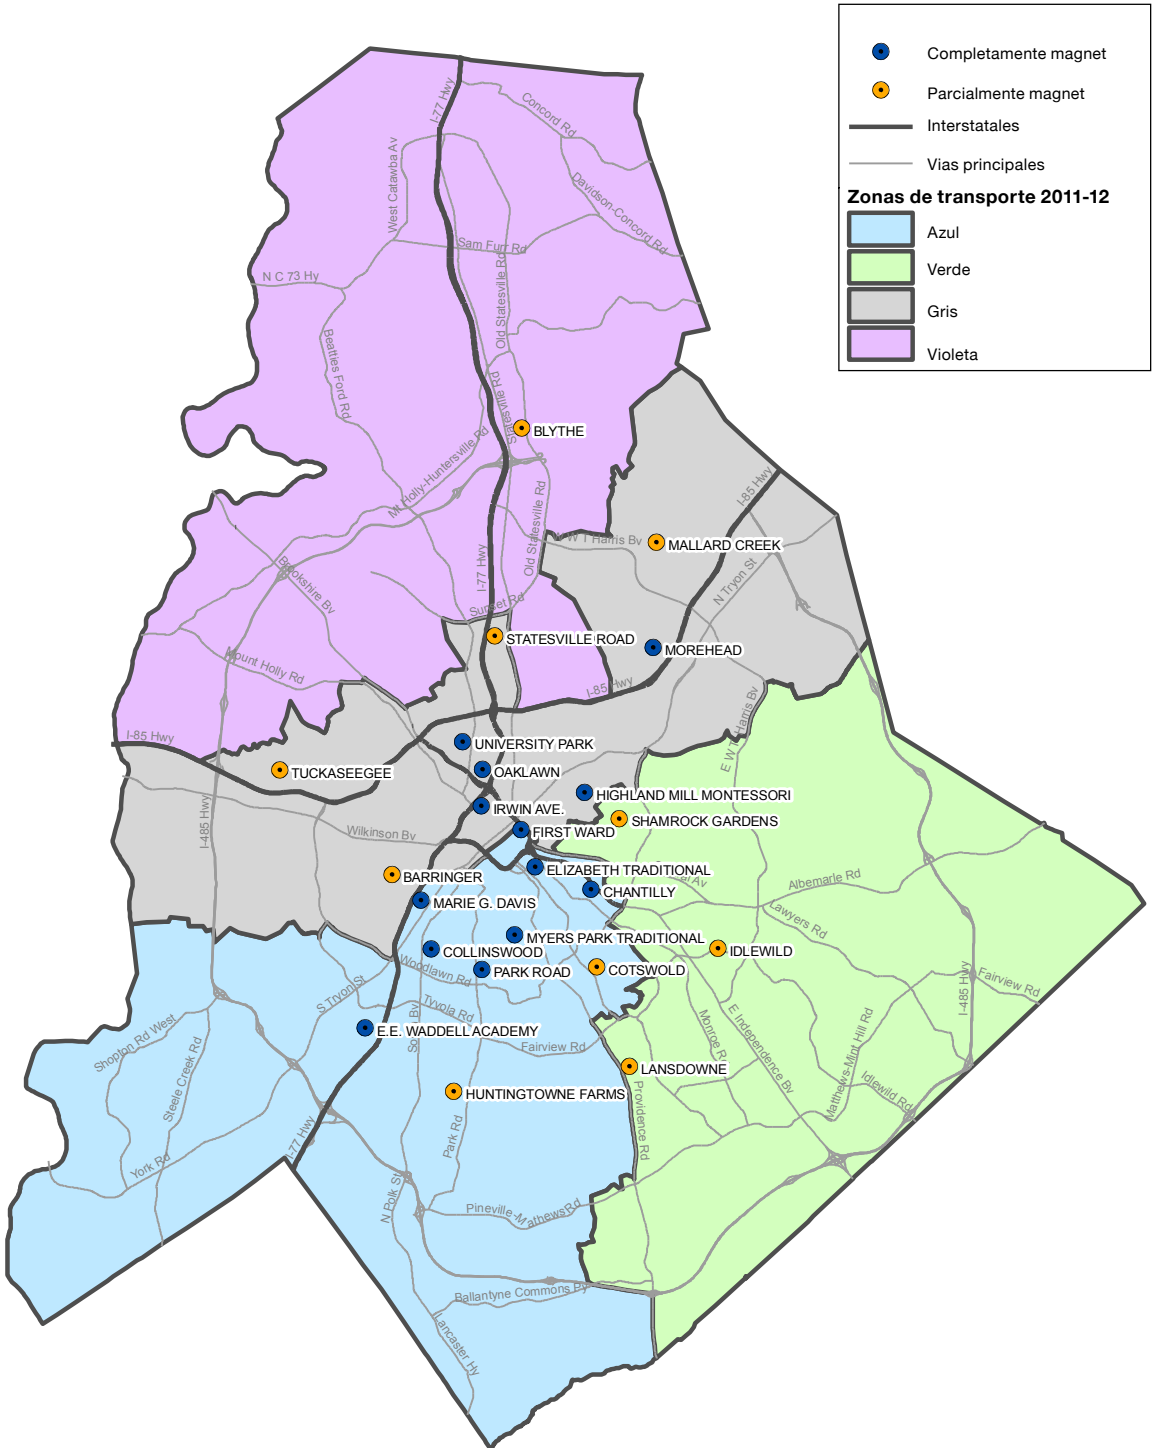 Completamente magnet
Parcialmente magnet
Interstatales
Vias principales
Zonas de transporte 2011-12
Azul
Verde
Gris
Violeta
I-77 Hwy
Concord Rd
West Catawba Av
Davidson-Concord Rd
Sam Furr Rd
N C 73 Hy
Old Statesville Rd
Beatties Ford Rd
Statesville Rd
BLYTHE
Mt Holly-Huntersville Rd
I-85 Hwy
Old Statesville Rd
W T Harris Bv
MALLARD CREEK
I-77 Hwy
N Tryon St
Brookshire Bv
Sunset Rd
STATESVILLE ROAD
MOREHEAD
Mount Holly Rd
I-85 Hwy
E W T Harris Bv
I-85 Hwy
UNIVERSITY PARK
TUCKASEEGEE
OAKLAWN
HIGHLAND MILL MONTESSORI
IRWIN AVE.
SHAMROCK GARDENS
I-485 Hwy
Wilkinson Bv
FIRST WARD
ELIZABETH TRADITIONAL
BARRINGER
Albemarle Rd
CHANTILLY
MARIE G. DAVIS
Lawyers Rd
MYERS PARK TRADITIONAL
COLLINSWOOD
IDLEWILD
Woodlawn Rd
PARK ROAD
COTSWOLD
I-485 Hwy
Fairview Rd
S Tryon St
Tyvola Rd
E.E. WADDELL ACADEMY
Shopton Rd West
Fairview Rd
Monroe Rd
E Independence Bv
Matthews-Mint Hill Rd
Steele Creek Rd
LANSDOWNE
Idlewild Rd
HUNTINGTOWNE FARMS
Providence Rd
I-77 Hwy
Park Rd
York Rd
N Polk St
Pineville-Mathews Rd
Ballantyne Commons Py
Lancaster Hy